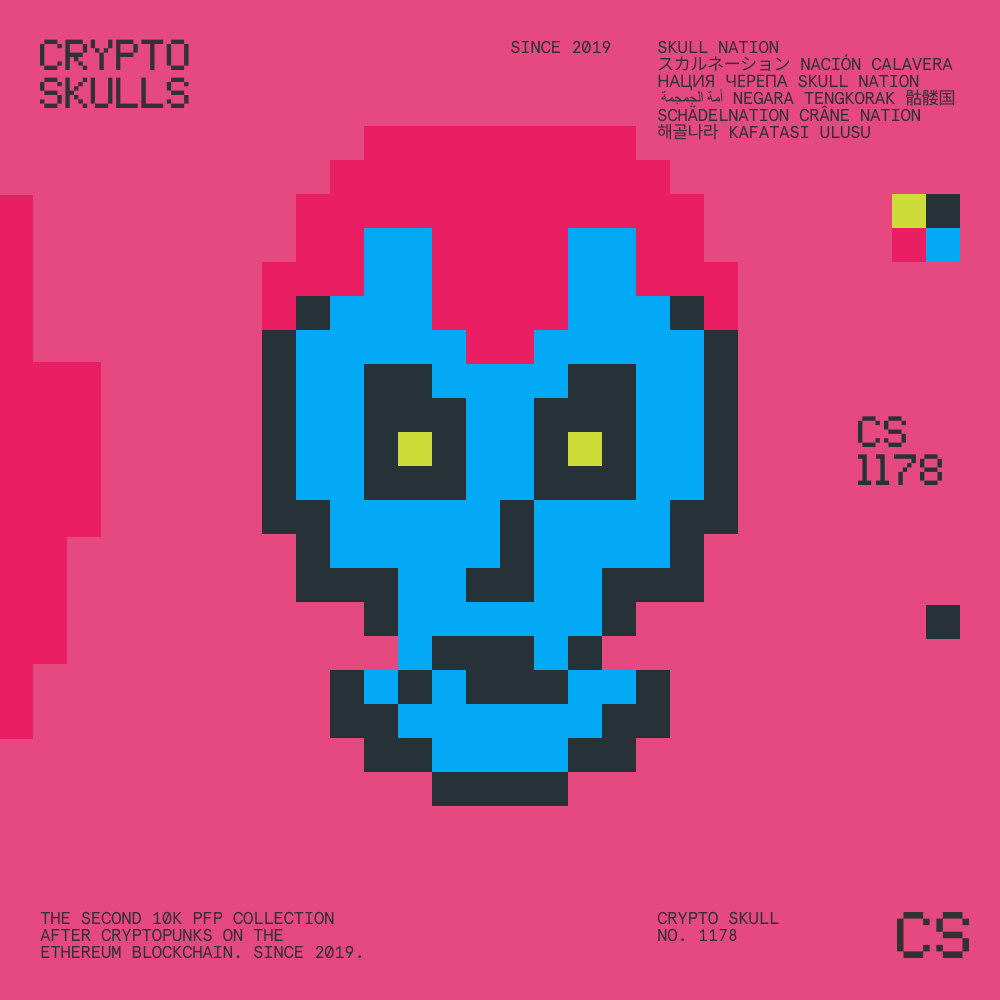 CRYPTO
SKULLS
SINCE 2019
SKULL NATION
スカルネーション NACIÓN CALAVERA
НАЦИЯ ЧЕРЕПА SKULL NATION
أمة الجمجمة NEGARA TENGKORAK 骷髅国
SCHÄDELNATION CRÂNE NATION
해골나라 KAFATASI ULUSU
CS
1178
THE SECOND 10K PFP COLLECTION
AFTER CRYPTOPUNKS ON THE
ETHEREUM BLOCKCHAIN. SINCE 2019.
CRYPTO SKULL
NO. 1178
CS